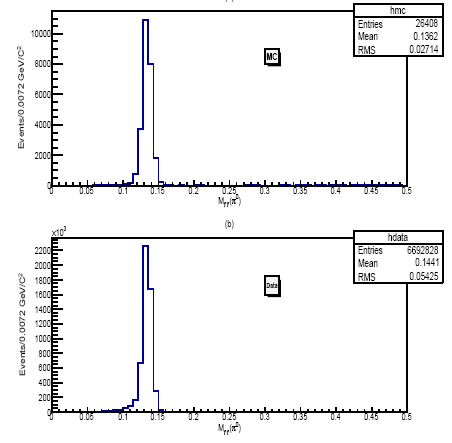 hmc
Entries 26408
Mean 0.1362
RMS 0.02714
MC
Events/0.0072 GeV/C²
10000
8000
6000
4000
2000
0
0 0.05 0.1 0.15 0.2 0.25 0.3 0.35 0.4 0.45 0.5
(b)
×10³
hdata
Entries 6692828
Mean 0.1441
RMS 0.05425
Data
Events/0.0072 GeV/C²
2200
2000
1800
1600
1400
1200
1000
800
600
400
200
0
0 0.05 0.1 0.15 0.2 0.25 0.3 0.35 0.4 0.45 0.5